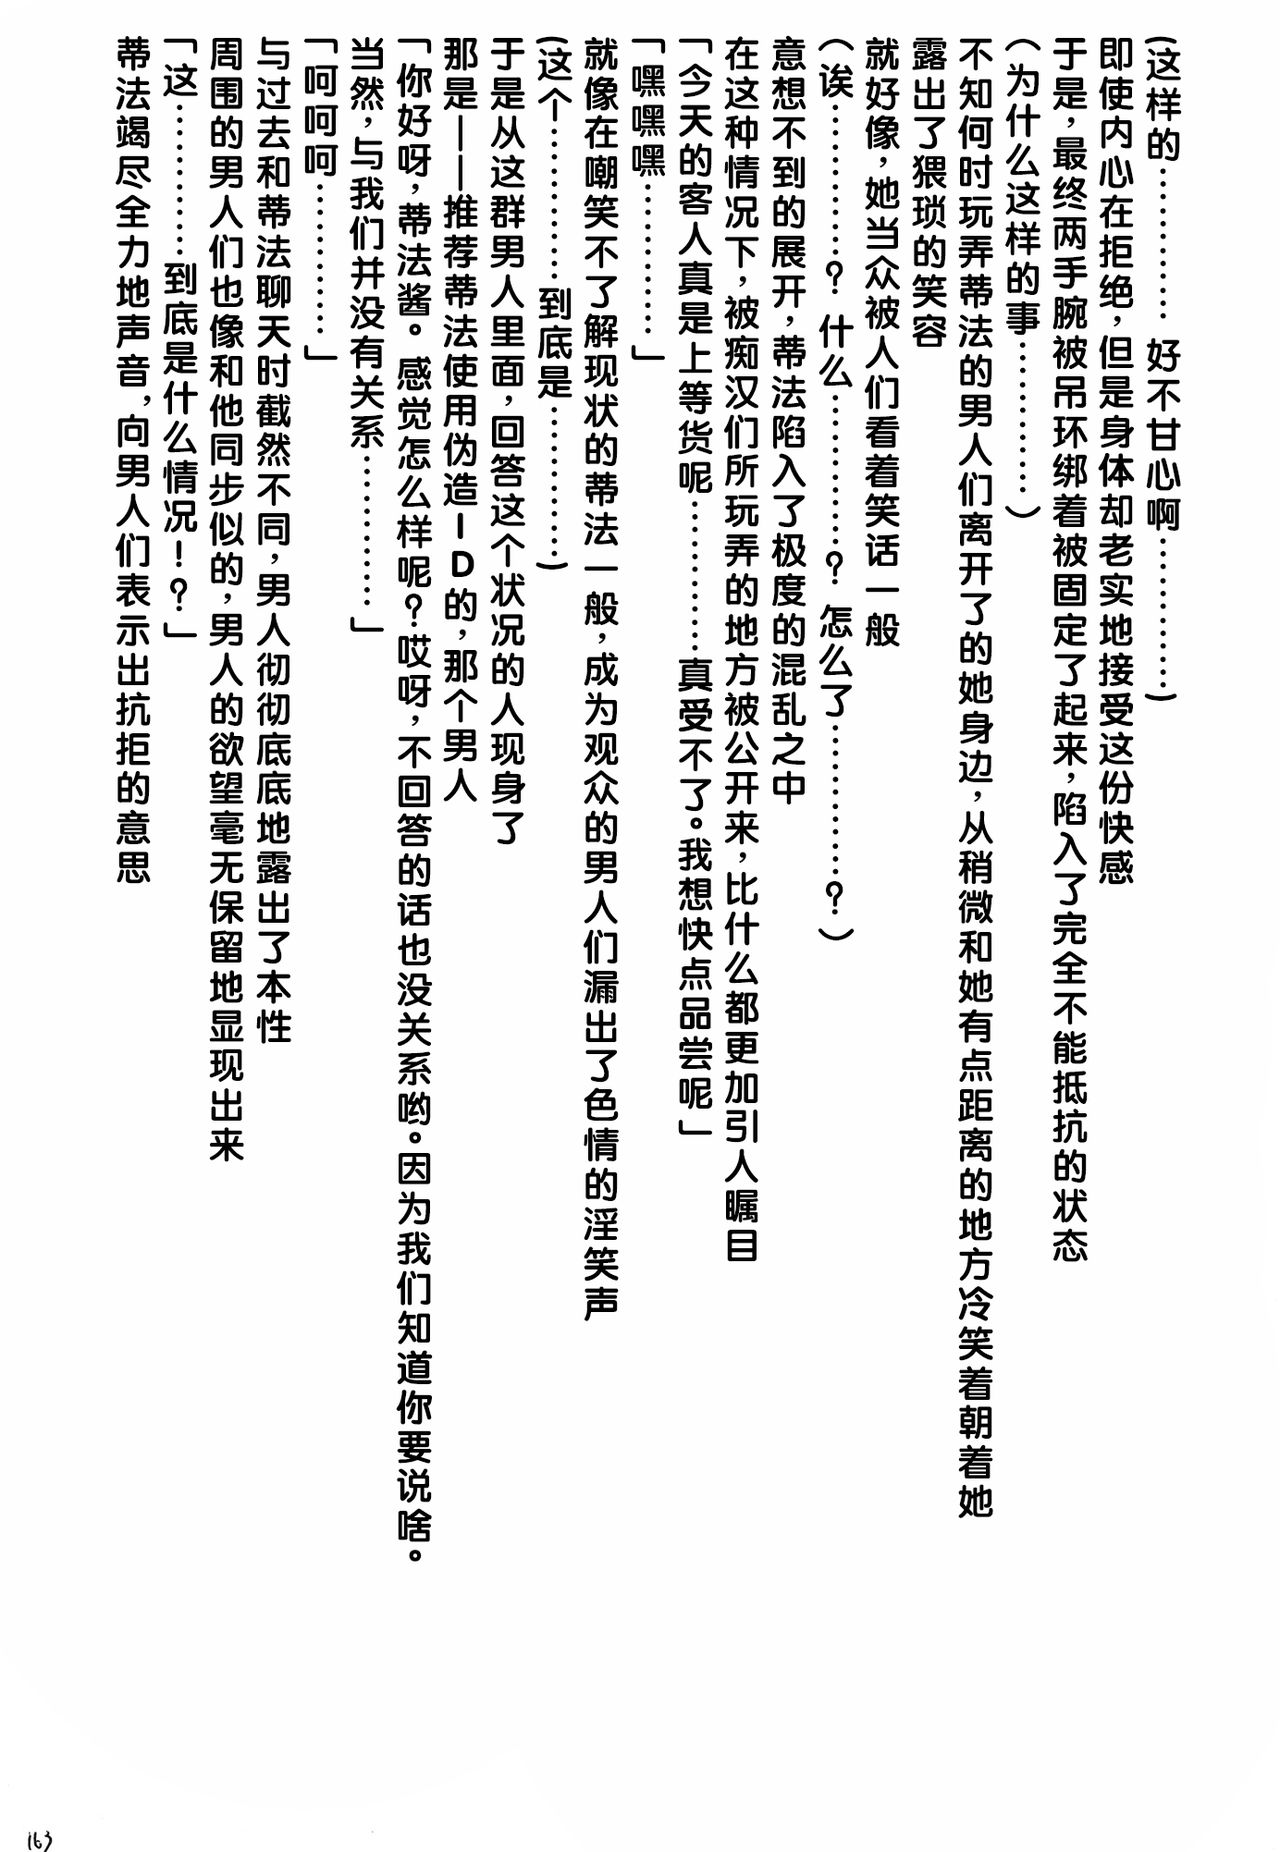 (这样的…………好不甘心啊…………)
即使内心在拒绝，但是身体却老实地接受这份快感
于是，最终两手腕被吊环绑着被固定了起来，陷入了完全不能抵抗的状态
(为什么这样的事…………)
不知何时玩弄蒂法的男人们离开了的她身边，从稍微和她有点距离的地方冷笑着朝着她
露出了猥琐的笑容
就好像，她当众被人们看着笑话一般
(诶…………？什么…………？怎么了…………？)
意想不到的展开，蒂法陷入了极度的混乱之中
在这种情况下，被痴汉们所玩弄的地方被公开来，比什么都更加引人瞩目
「今天的客人真是上等货呢…………真受不了。我想快点品尝呢」
「嘿嘿嘿…………」
就像在嘲笑不了解现状的蒂法一般，成为观众的男人们漏出了色情的淫笑声
(这个…………到底是…………)
于是从这群男人里面，回答这个状况的人现身了
那是——推荐蒂法使用伪造ID的，那个男人
「你好呀，蒂法酱。感觉怎么样呢？哎呀，不回答的话也没关系哟。因为我们知道你要说啥。
当然，与我们并没有关系…………」
「呵呵呵…………」
与过去和蒂法聊天时截然不同，男人彻彻底底地露出了本性
周围的男人们也像和他同步似的，男人的欲望毫无保留地显现出来
「这…………到底是什么情况！？」
蒂法竭尽全力地声音，向男人们表示出抗拒的意思
163